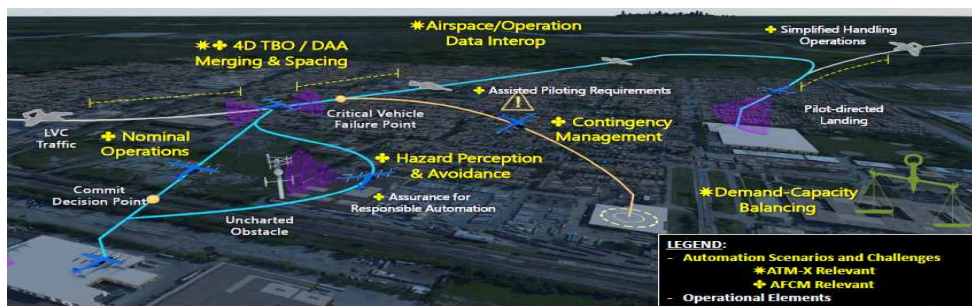 ✷Airspace/Operation
Data Interop
✷✤ 4D TBO / DAA
Merging & Spacing
✤ Simplified Handling
Operations
✤ Assisted Piloting Requirements
LVC
Traffic
Critical Vehicle
Failure Point
Pilot-directed
Landing
✤ Nominal
Operations
✤ Contingency
Management
✤ Hazard Perception
& Avoidance
Commit
Decision Point
Uncharted
Obstacle
✤ Assurance for
Responsible Automation
✷Demand-Capacity
Balancing
LEGEND:
- Automation Scenarios and Challenges
✷ATM-X Relevant
✤ AFCM Relevant
- Operational Elements